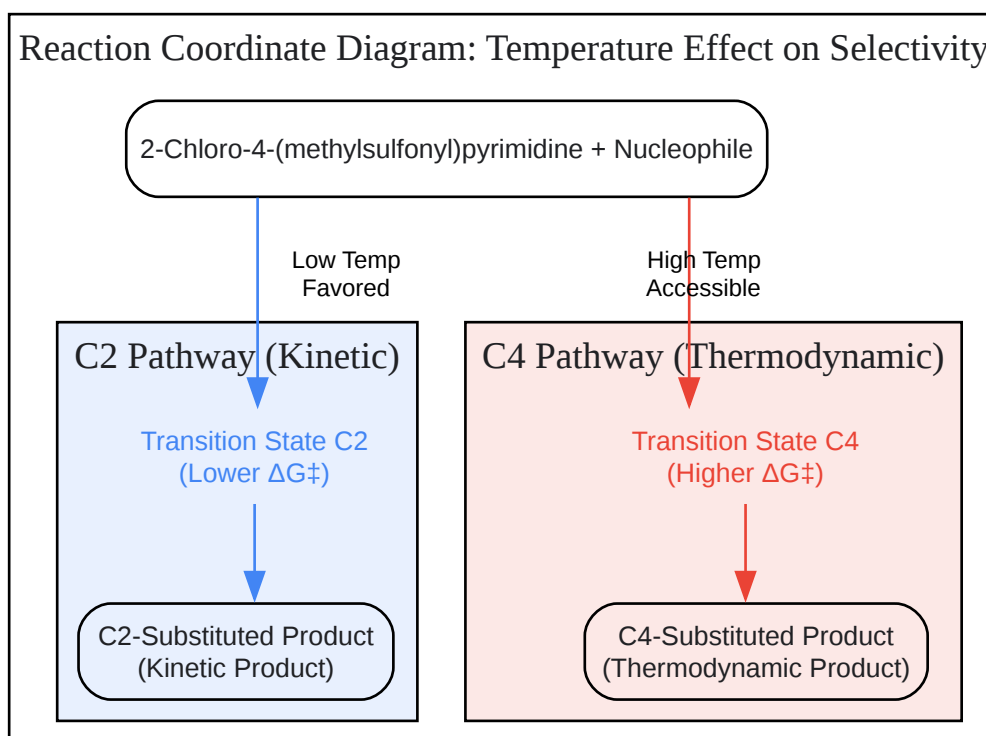 Reaction Coordinate Diagram: Temperature Effect on Selectivity
2-Chloro-4-(methylsulfonyl)pyrimidine + Nucleophile
Low Temp
Favored
High Temp
Accessible
C2 Pathway (Kinetic)
Transition State C2
(Lower ΔG‡)
C2-Substituted Product
(Kinetic Product)
C4 Pathway (Thermodynamic)
Transition State C4
(Higher ΔG‡)
C4-Substituted Product
(Thermodynamic Product)